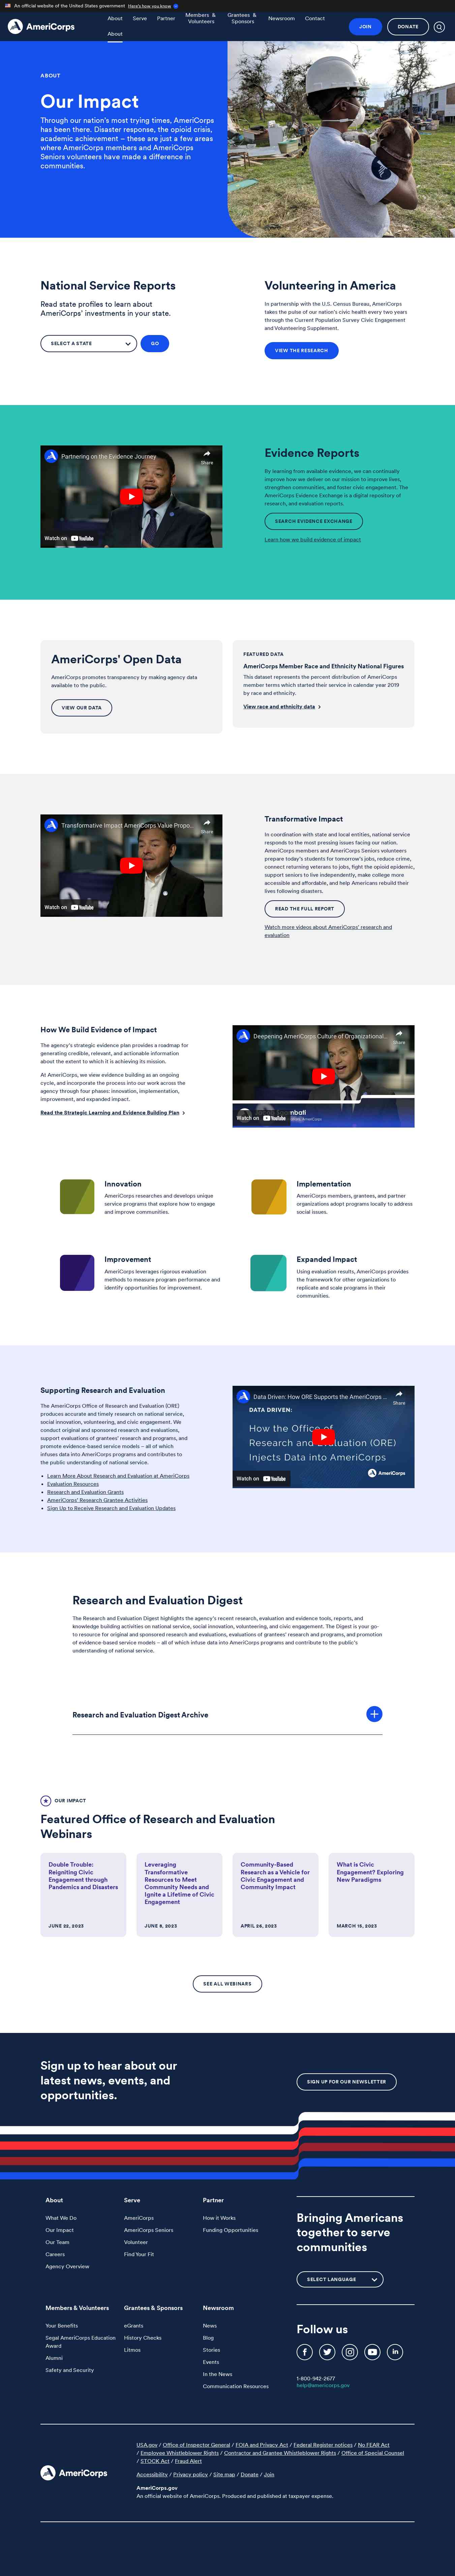 An official website of the United States government Here's how you know
AmeriCorps
About
Serve
Partner
Members & Volunteers
Grantees & Sponsors
Newsroom
Contact
About
JOIN
DONATE
ABOUT
Our Impact
Through our nation's most trying times, AmeriCorps
has been there. Disaster response, the opioid crisis,
academic achievement – these are just a few areas
where AmeriCorps members and AmeriCorps
Seniors volunteers have made a difference in
communities.
National Service Reports
Read state profiles to learn about
AmeriCorps' investments in your state.
SELECT A STATE
GO
Volunteering in America
In partnership with the U.S. Census Bureau, AmeriCorps
takes the pulse of our nation's civic health every two years
through the Current Population Survey Civic Engagement
and Volunteering Supplement.
VIEW THE RESEARCH
Partnering on the Evidence Journey
Share
Watch on YouTube
Evidence Reports
By learning from available evidence, we can continually
improve how we deliver on our mission to improve lives,
strengthen communities, and foster civic engagement. The
AmeriCorps Evidence Exchange is a digital repository of
research, and evaluation reports.
SEARCH EVIDENCE EXCHANGE
Learn how we build evidence of impact
AmeriCorps' Open Data
AmeriCorps promotes transparency by making agency data
available to the public.
VIEW OUR DATA
FEATURED DATA
AmeriCorps Member Race and Ethnicity National Figures
This dataset represents the percent distribution of AmeriCorps
member terms which started their service in calendar year 2019
by race and ethnicity.
View race and ethnicity data
Transformative Impact AmeriCorps Value Propo...
Share
Watch on YouTube
Transformative Impact
In coordination with state and local entities, national service
responds to the most pressing issues facing our nation.
AmeriCorps members and AmeriCorps Seniors volunteers
prepare today's students for tomorrow's jobs, reduce crime,
connect returning veterans to jobs, fight the opioid epidemic,
support seniors to live independently, make college more
accessible and affordable, and help Americans rebuild their
lives following disasters.
READ THE FULL REPORT
Watch more videos about AmeriCorps' research and
evaluation
How We Build Evidence of Impact
The agency's strategic evidence plan provides a roadmap for
generating credible, relevant, and actionable information
about the extent to which it is achieving its mission.
At AmeriCorps, we view evidence building as an ongoing
cycle, and incorporate the process into our work across the
agency through four phases: innovation, implementation,
improvement, and expanded impact.
Read the Strategic Learning and Evidence Building Plan
Deepening AmeriCorps Culture of Organizational...
Share
Watch on YouTube
Innovation
AmeriCorps researches and develops unique
service programs that explore how to engage
and improve communities.
Implementation
AmeriCorps members, grantees, and partner
organizations adopt programs locally to address
social issues.
Improvement
AmeriCorps leverages rigorous evaluation
methods to measure program performance and
identify opportunities for improvement.
Expanded Impact
Using evaluation results, AmeriCorps provides
the framework for other organizations to
replicate and scale programs in their
communities.
Supporting Research and Evaluation
The AmeriCorps Office of Research and Evaluation (ORE)
produces accurate and timely research on national service,
social innovation, volunteering, and civic engagement. We
conduct original and sponsored research and evaluations,
support evaluations of grantees' research and programs, and
promote evidence-based service models – all of which
infuse data into AmeriCorps programs and contributes to
the public understanding of national service.
Learn More About Research and Evaluation at AmeriCorps
Evaluation Resources
Research and Evaluation Grants
AmeriCorps' Research Grantee Activities
Sign Up to Receive Research and Evaluation Updates
Data Driven: How ORE Supports the AmeriCorps ...
Share
DATA DRIVEN:
How the Office of
Research and Evaluation (ORE)
Injects Data into AmeriCorps
Watch on YouTube
AmeriCorps
Research and Evaluation Digest
The Research and Evaluation Digest highlights the agency's recent research, evaluation and evidence tools, reports, and
knowledge building activities on national service, social innovation, volunteering, and civic engagement. The Digest is your go-
to resource for original and sponsored research and evaluations, evaluations of grantees' research and programs, and promotion
of evidence-based service models – all of which infuse data into AmeriCorps programs and contribute to the public's
understanding of national service.
Research and Evaluation Digest Archive
OUR IMPACT
Featured Office of Research and Evaluation
Webinars
Double Trouble:
Reigniting Civic
Engagement through
Pandemics and Disasters
JUNE 22, 2023
Leveraging
Transformative
Resources to Meet
Community Needs and
Ignite a Lifetime of Civic
Engagement
JUNE 6, 2023
Community-Based
Research as a Vehicle for
Civic Engagement and
Community Impact
APRIL 26, 2023
What is Civic
Engagement? Exploring
New Paradigms
MARCH 15, 2023
SEE ALL WEBINARS
Sign up to hear about our
latest news, events, and
opportunities.
SIGN UP FOR OUR NEWSLETTER
About
What We Do
Our Impact
Our Team
Careers
Agency Overview
Serve
AmeriCorps
AmeriCorps Seniors
Volunteer
Find Your Fit
Partner
How it Works
Funding Opportunities
Bringing Americans
together to serve
communities
SELECT LANGUAGE
Members & Volunteers
Your Benefits
Segal AmeriCorps Education
Award
Alumni
Safety and Security
Grantees & Sponsors
eGrants
History Checks
Litmos
Newsroom
News
Blog
Stories
Events
In the News
Communication Resources
Follow us
1-800-942-2677
help@americorps.gov
AmeriCorps
USA.gov / Office of Inspector General / FOIA and Privacy Act / Federal Register notices / No FEAR Act
/ Employee Whistleblower Rights / Contractor and Grantee Whistleblower Rights / Office of Special Counsel
/ STOCK Act / Fraud Alert
Accessibility / Privacy policy / Site map / Donate / Join
AmeriCorps.gov
An official website of AmeriCorps. Produced and published at taxpayer expense.